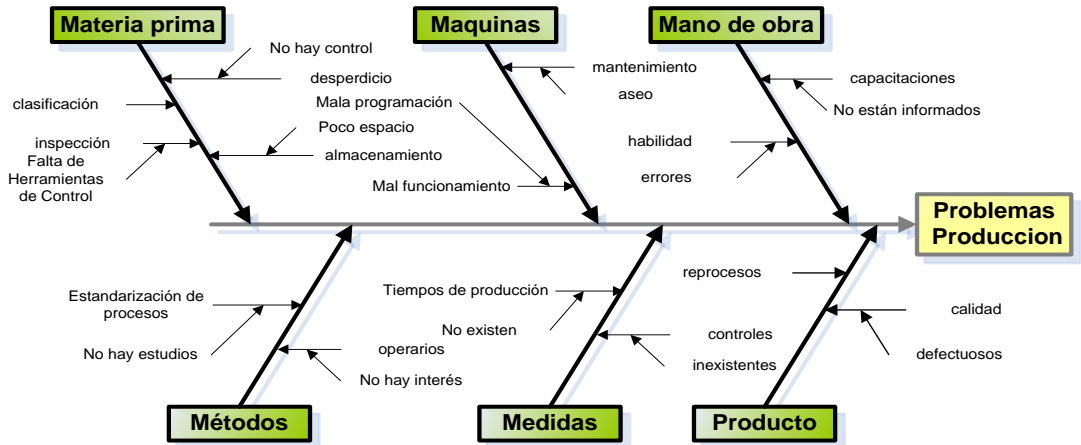 Materia prima
Maquinas
Mano de obra
No hay control
desperdicio
clasificación
Poco espacio
inspección
almacenamiento
Falta de
Herramientas
de Control
mantenimiento
aseo
Mala programación
Mal funcionamiento
capacitaciones
No están informados
habilidad
errores
Problemas
Produccion
Estandarización de
procesos
No hay estudios
operarios
No hay interés
Tiempos de producción
No existen
controles
inexistentes
reprocesos
calidad
defectuosos
Métodos
Medidas
Producto